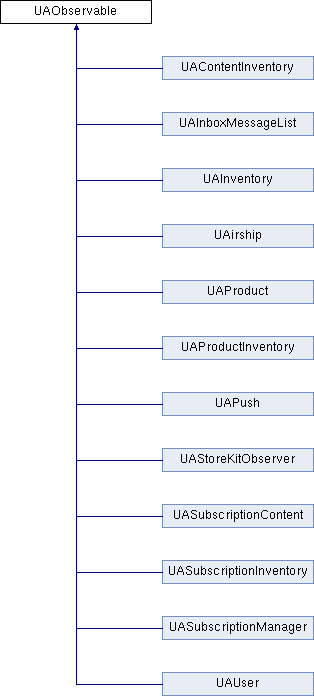 UAObservable
UAContentInventory
UAInboxMessageList
UAInventory
UAirship
UAProduct
UAProductInventory
UAPush
UAStoreKitObserver
UASubscriptionContent
UASubscriptionInventory
UASubscriptionManager
UAUser